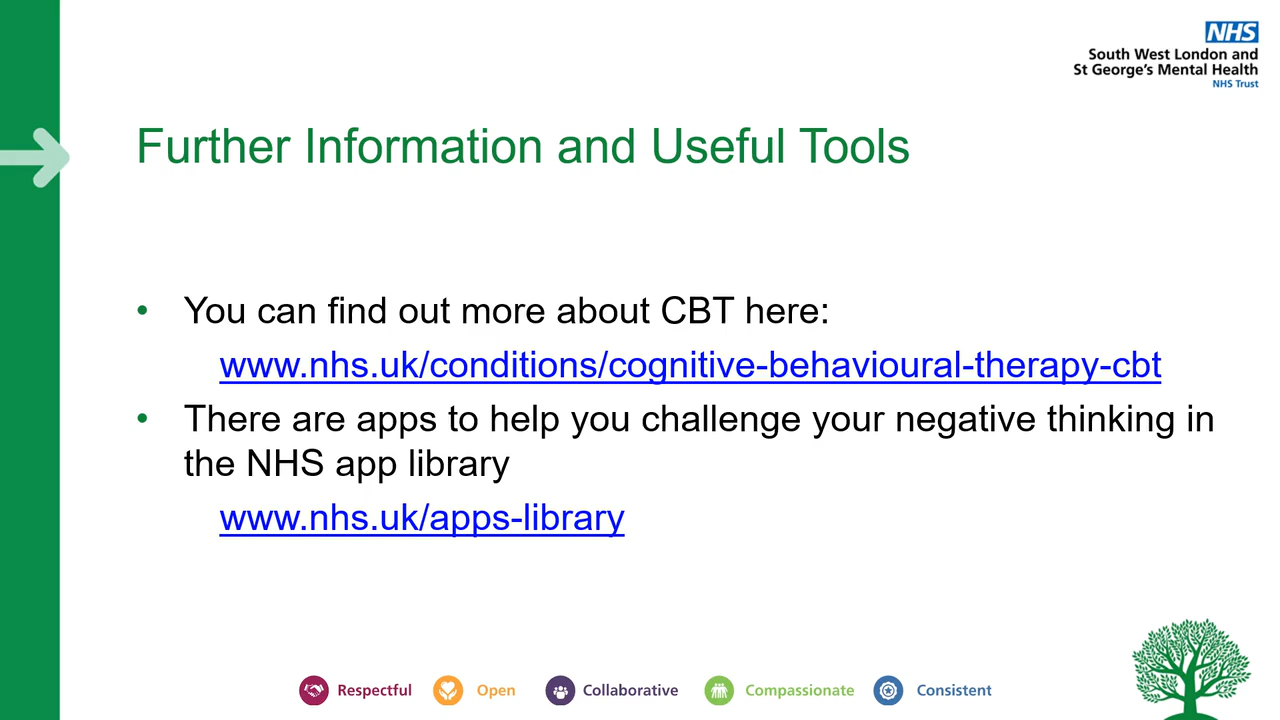 NHS
South West London and
St George's Mental Health
NHS Trust
Further Information and Useful Tools
• You can find out more about CBT here:
www.nhs.uk/conditions/cognitive-behavioural-therapy-cbt
• There are apps to help you challenge your negative thinking in
the NHS app library
www.nhs.uk/apps-library
Respectful Open Collaborative Compassionate Consistent